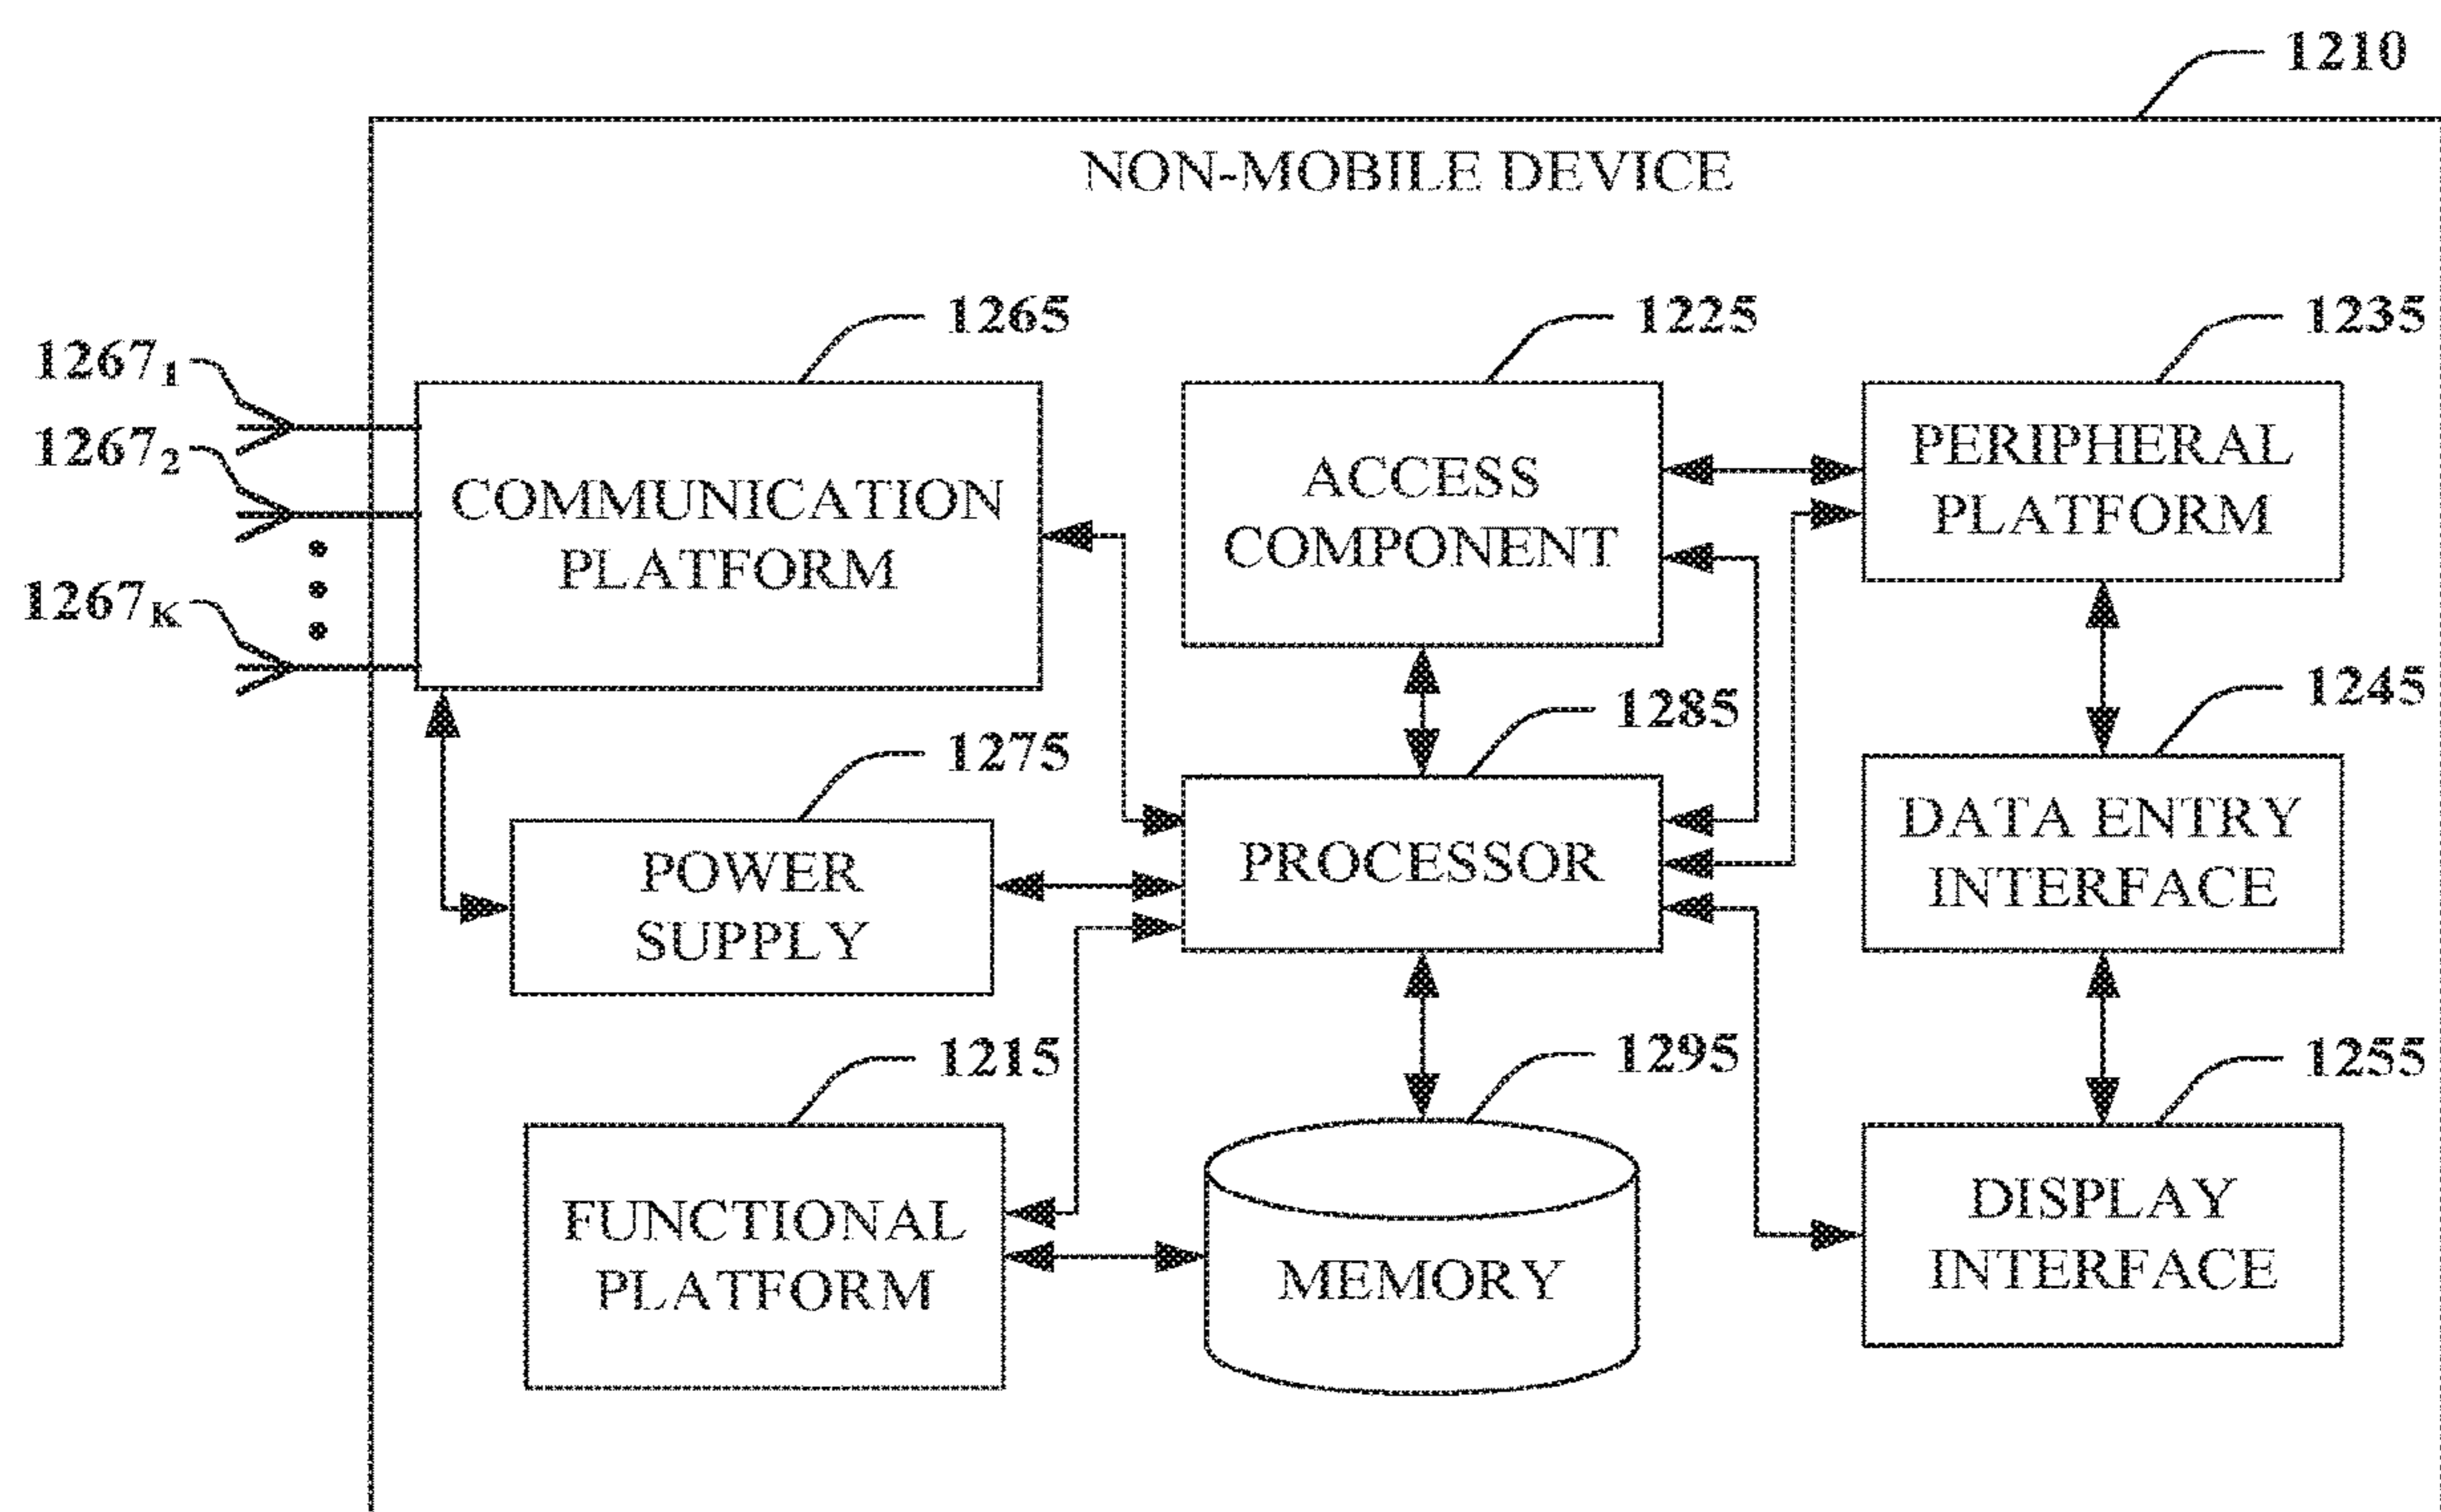 1210
NON-MOBILE DEVICE
1265
1225
1235
1267₁
1267₂
1267K
COMMUNICATION
PLATFORM
ACCESS
COMPONENT
PERIPHERAL
PLATFORM
1275
1285
1245
POWER
SUPPLY
PROCESSOR
DATA ENTRY
INTERFACE
1215
1295
1255
FUNCTIONAL
PLATFORM
MEMORY
DISPLAY
INTERFACE